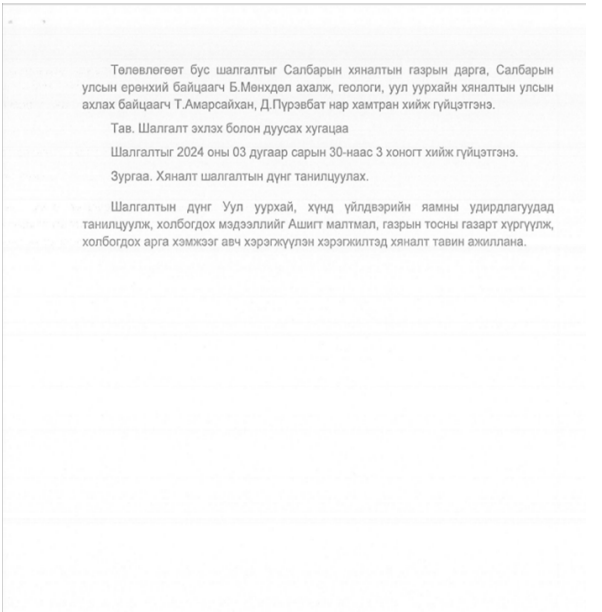 Төлөвлөгөөт бус шалгалтыг Салбарын хяналтын газрын дарга, Салбарын
улсын ерөнхий байцаагч Б.Мөнхдөл ахалж, геологи, уул уурхайн хяналтын улсын
ахлах байцаагч Т.Амарсайхан, Д.Пүрэвбат нар хамтран хийж гүйцэтгэнэ.
Тав. Шалгалт эхлэх болон дуусах хугацаа
Шалгалтыг 2024 оны 03 дугаар сарын 30-наас 3 хоногт хийж гүйцэтгэнэ.
Зургаа. Хяналт шалгалтын дүнг танилцуулах.
Шалгалтын дүнг Уул уурхай, хүнд үйлдвэрийн яамны удирдлагуудад
танилцуулж, холбогдох мэдээллийг Ашигт малтмал, газрын тосны газарт хүргүүлж,
холбогдох арга хэмжээг авч хэрэгжүүлэн хэрэгжилтэд хяналт тавин ажиллана.